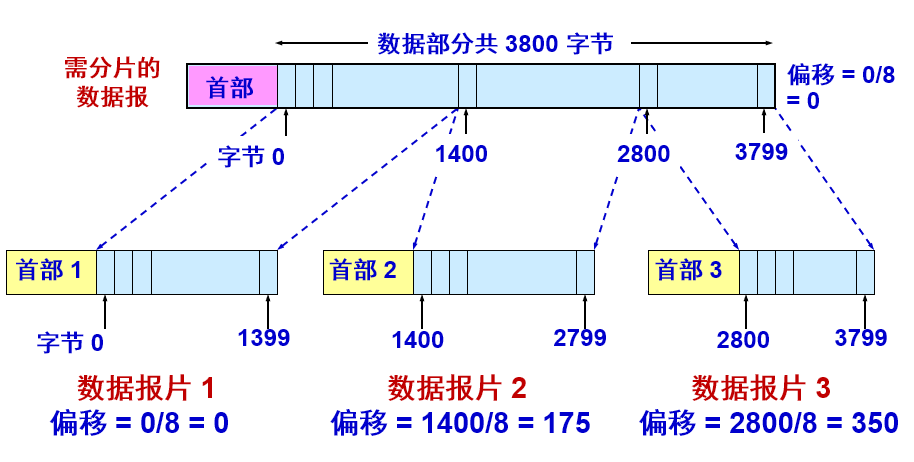 数据部分共 3800 字节
需分片的
数据报
首部
偏移 = 0/8
= 0
字节 0
1400
2800
3799
首部 1
首部 2
首部 3
字节 0
1399
1400
2799
2800
3799
数据报片 1
偏移 = 0/8 = 0
数据报片 2
偏移 = 1400/8 = 175
数据报片 3
偏移 = 2800/8 = 350